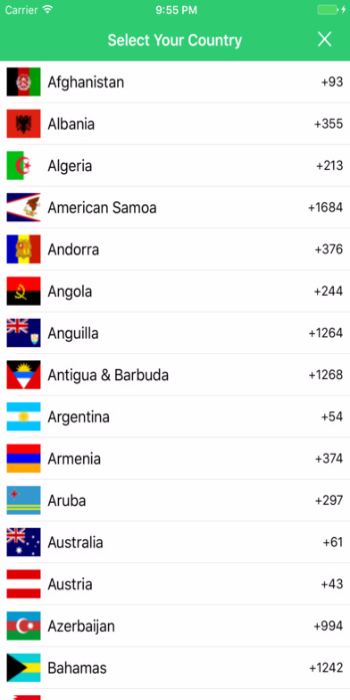 Carrier 9:55 PM
Select Your Country
Afghanistan +93
Albania +355
Algeria +213
American Samoa +1684
Andorra +376
Angola +244
Anguilla +1264
Antigua & Barbuda +1268
Argentina +54
Armenia +374
Aruba +297
Australia +61
Austria +43
Azerbaijan +994
Bahamas +1242